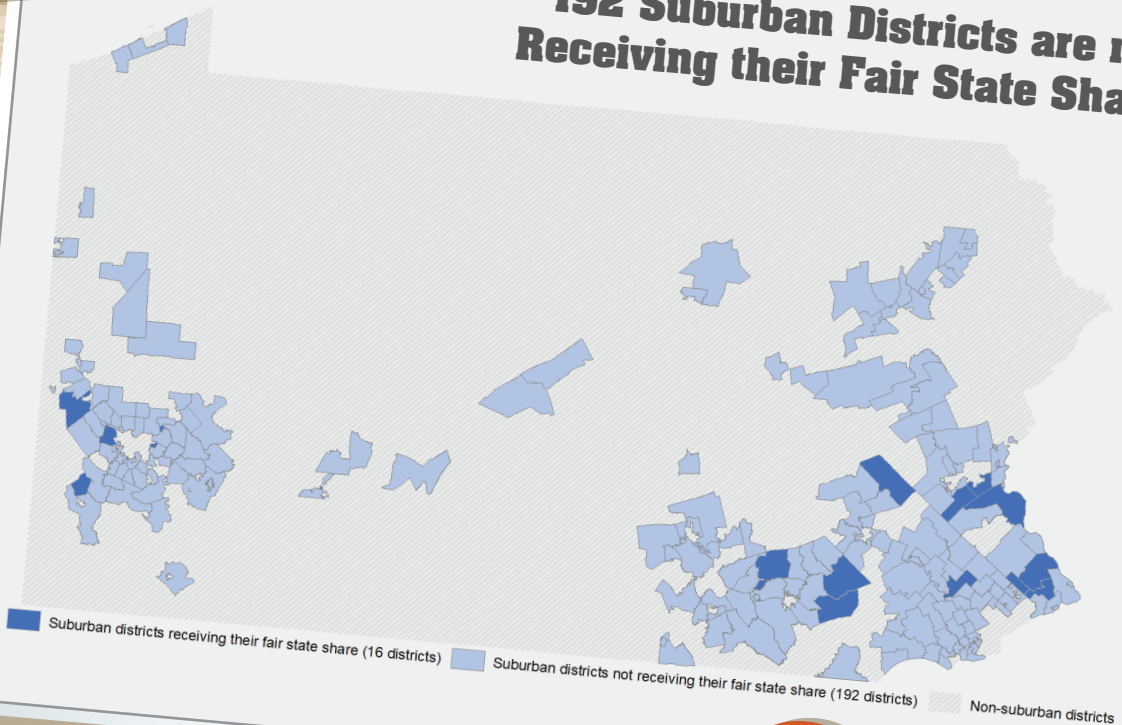 192 Suburban Districts are
Receiving their Fair State
Suburban districts receiving their fair state share (16 districts)
Suburban districts not receiving their fair state share (192 districts)
Non-suburban districts